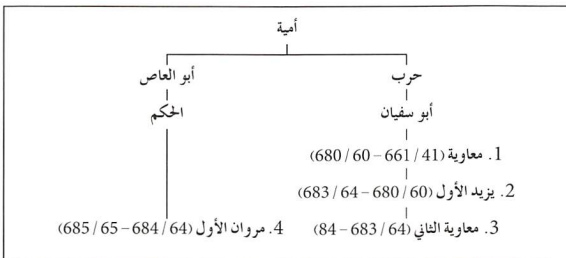 أمية
حرب أبو العاص
أبو سفيان الحكم
1. معاوية (41 / 661 – 60 / 680)
2. يزيد الأول (60 / 680 – 64 / 683)
3. معاوية الثاني (64 / 683 – 84) 4. مروان الأول (64 / 684 – 65 / 685)